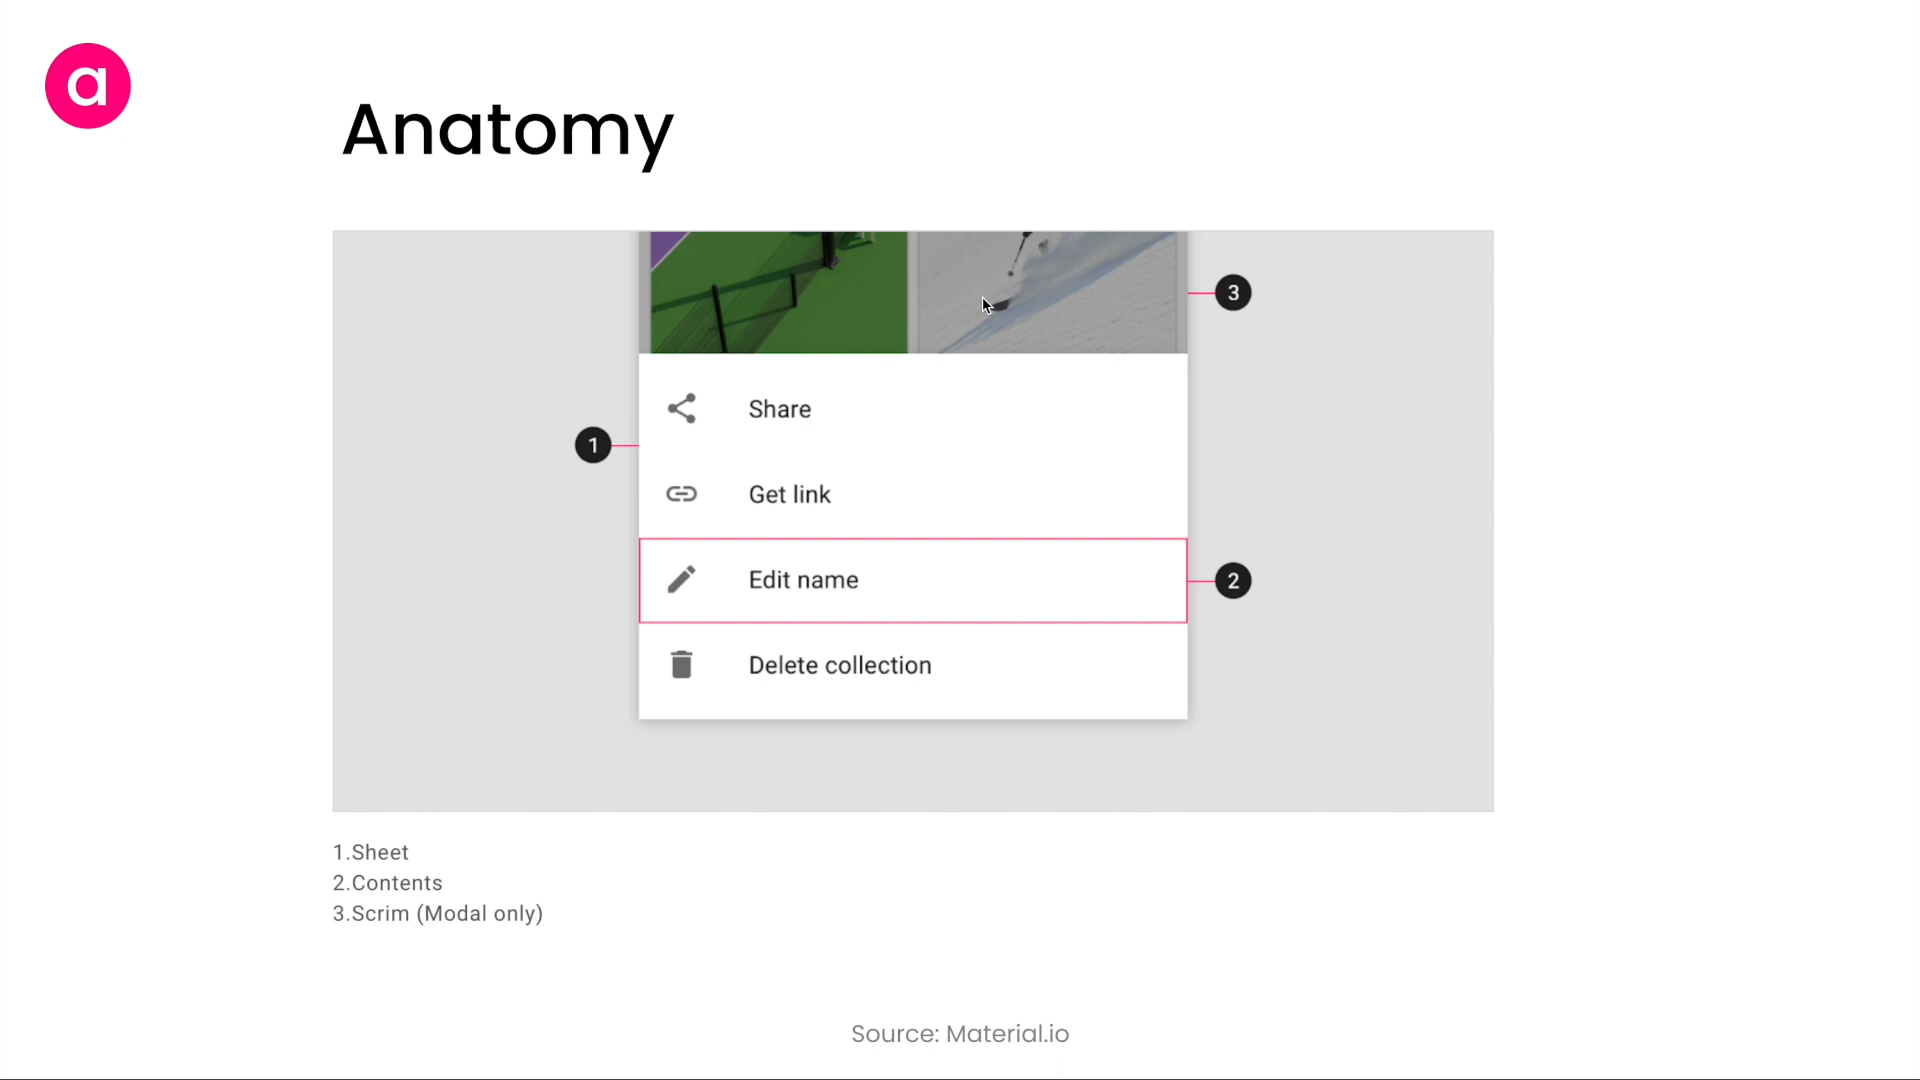 a
Anatomy
3
Share
1
Get link
Edit name
2
Delete collection
1.Sheet
2.Contents
3.Scrim (Modal only)
Source: Material.io